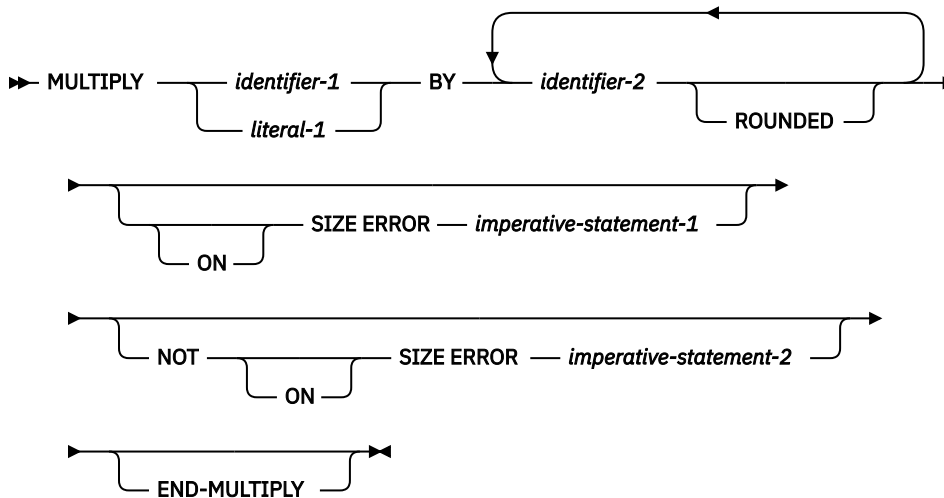 MULTIPLY identifier-1 BY identifier-2
literal-1 ROUNDED
SIZE ERROR imperative-statement-1
ON
NOT SIZE ERROR imperative-statement-2
ON
END-MULTIPLY